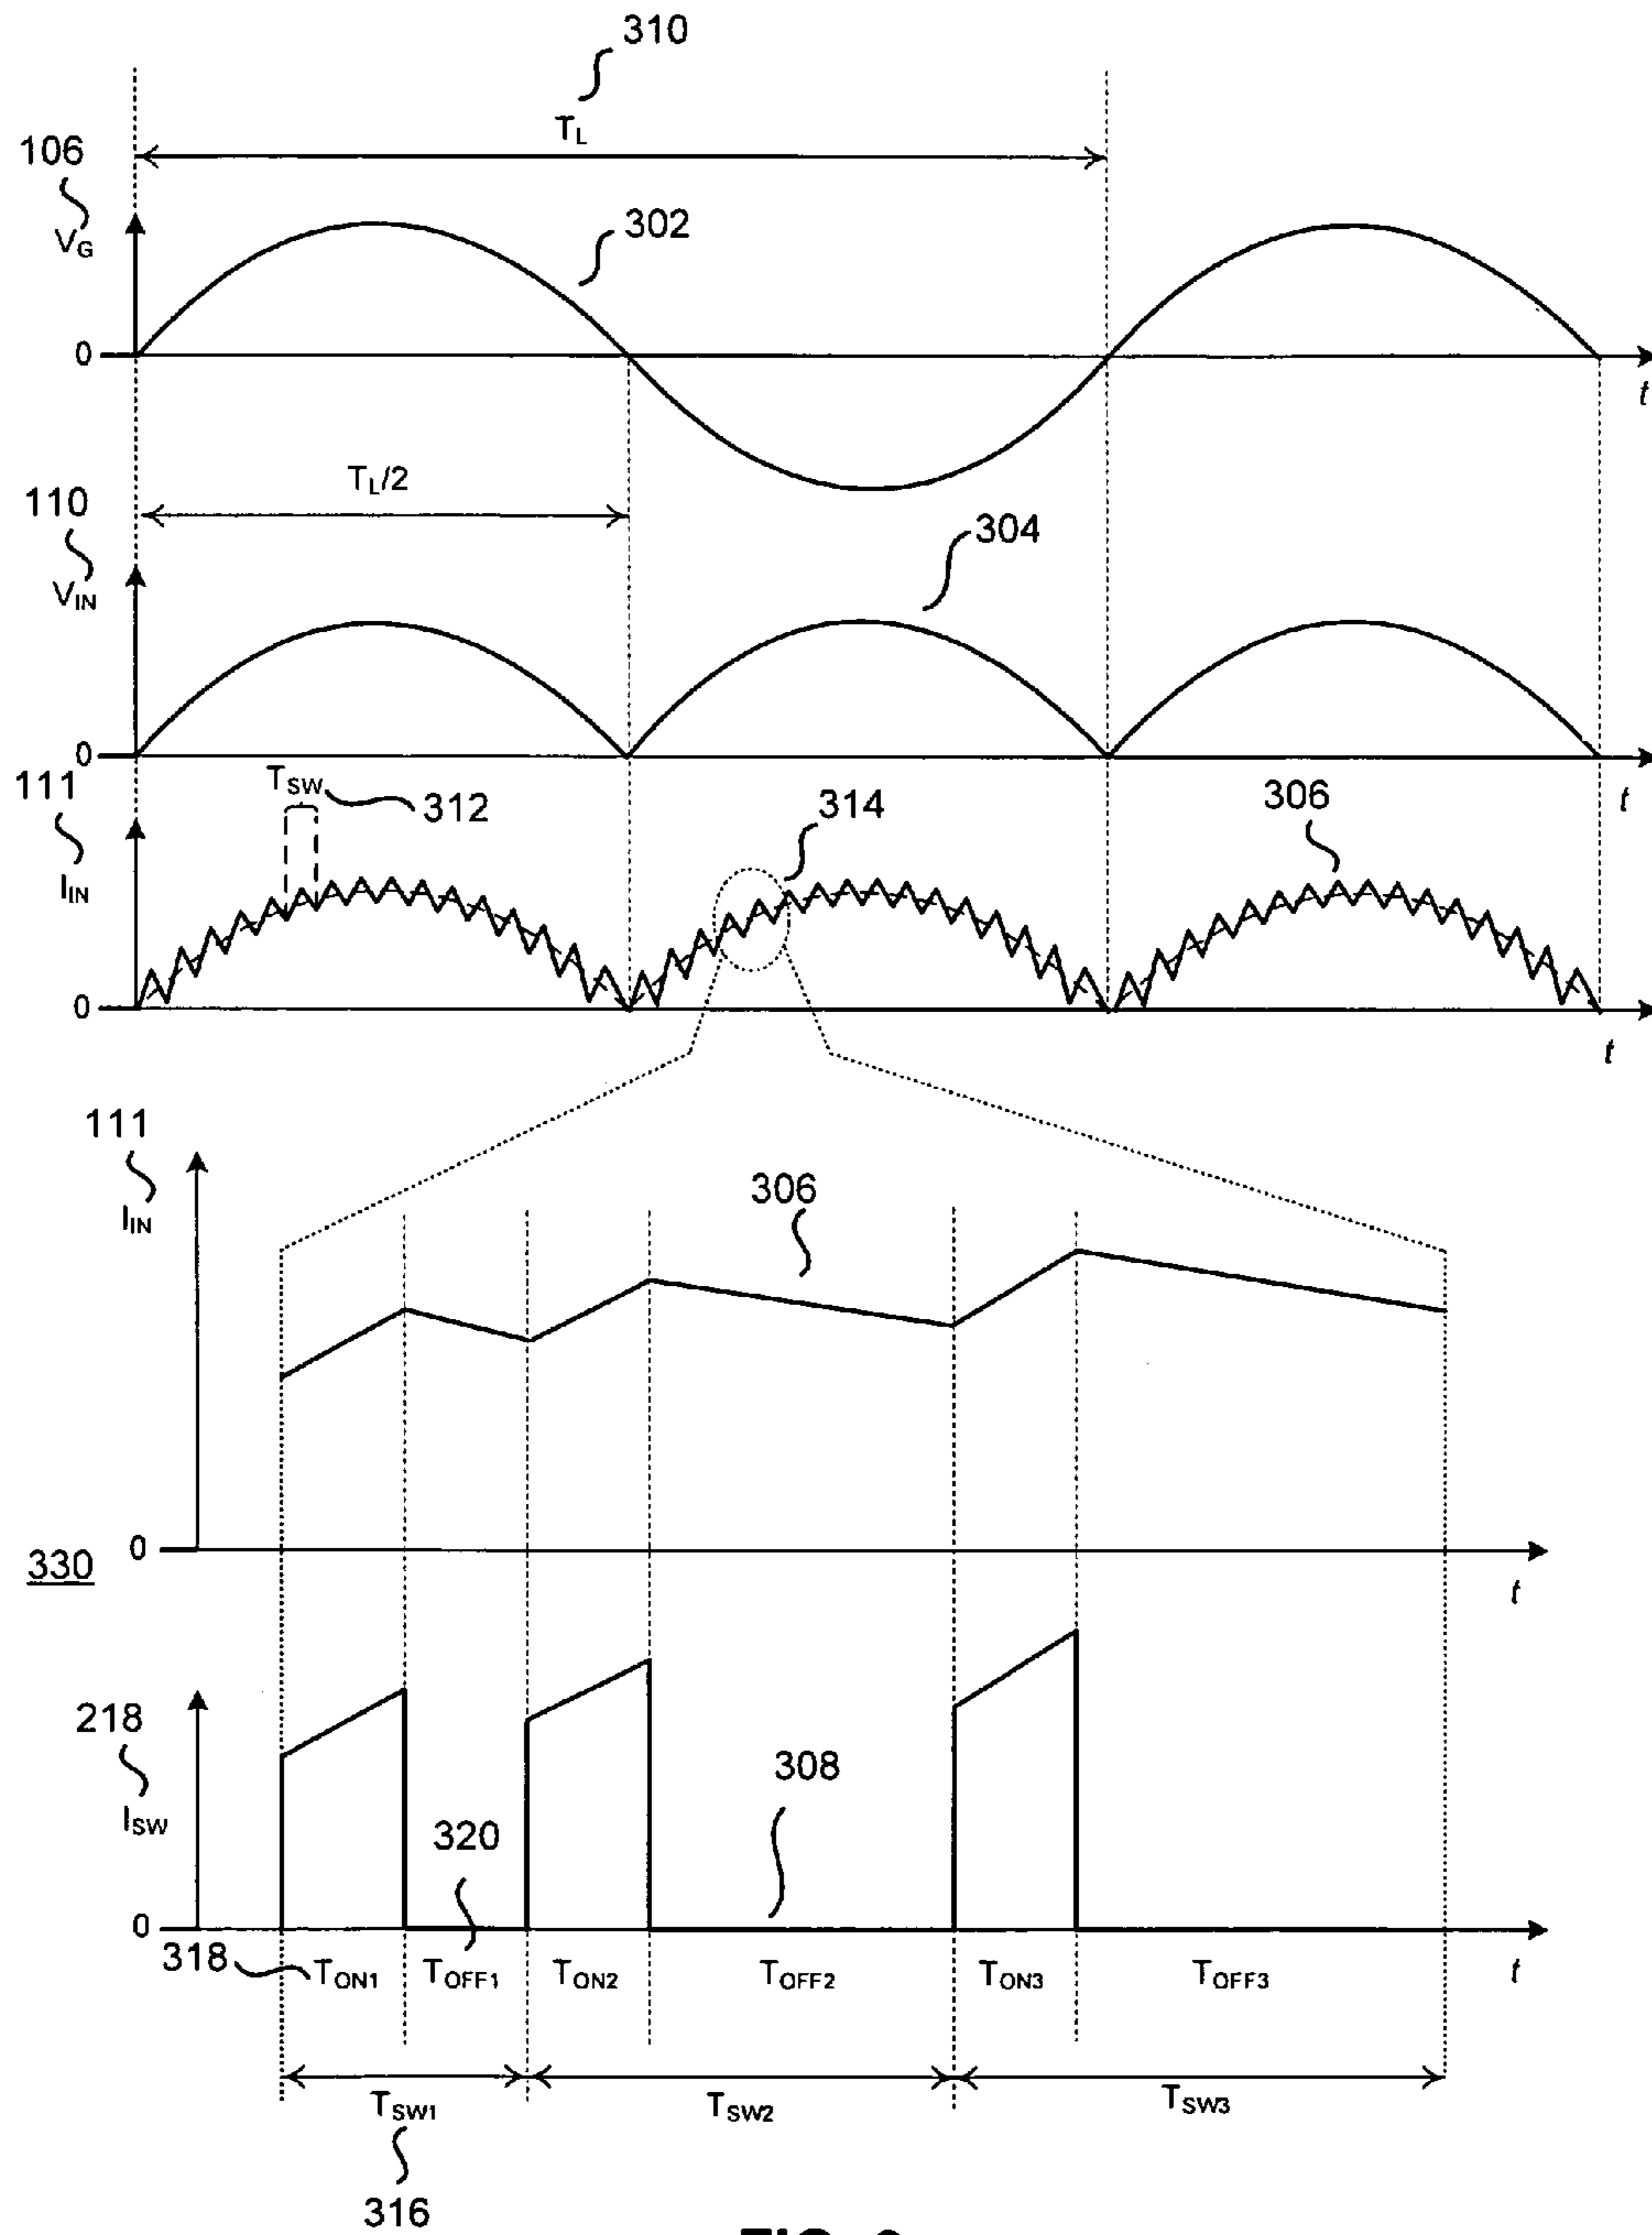 310
T_L
106
V_G
302
0
t
T_L/2
110
V_IN
304
0
t
111
T_SW
312
314
306
I_IN
0
t
111
I_IN
306
0
330
t
218
I_SW
320
308
0
318
T_ON1 T_OFF1 T_ON2 T_OFF2 T_ON3 T_OFF3 t
T_SW1 T_SW2 T_SW3
316